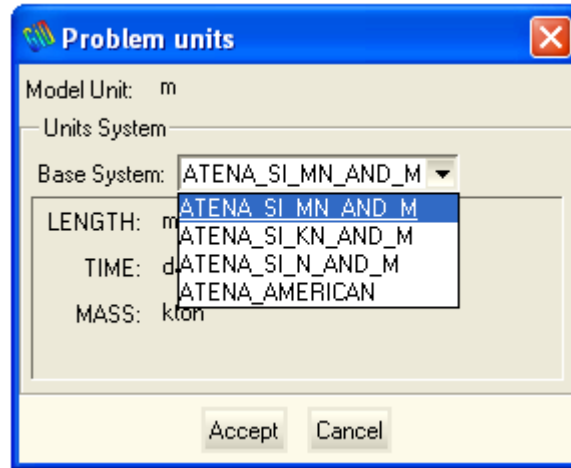 Problem units
Model Unit: m
Units System
Base System: ATENA_SI_MN_AND_M
ATENA_SI_MN_AND_M
LENGTH: m
ATENA_SI_KN_AND_M
TIME:
ATENA_SI_N_AND_M
ATENA_AMERICAN
MASS: kton
Accept Cancel